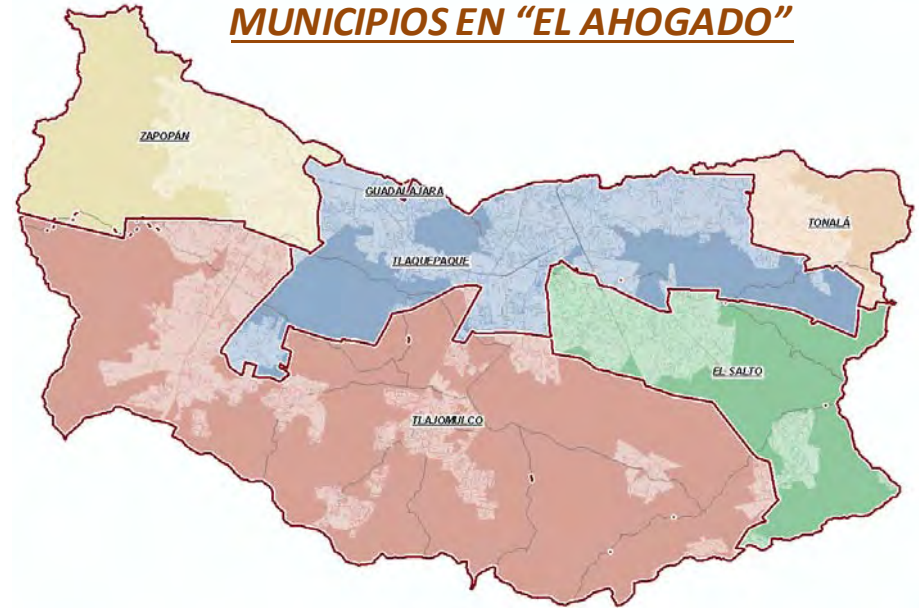 MUNICIPIOS EN “EL AHOGADO”
ZAPOPÁN
GUADALAJARA
TONALÁ
TLAQUEPAQUE
EL SALTO
TLAJOMULCO